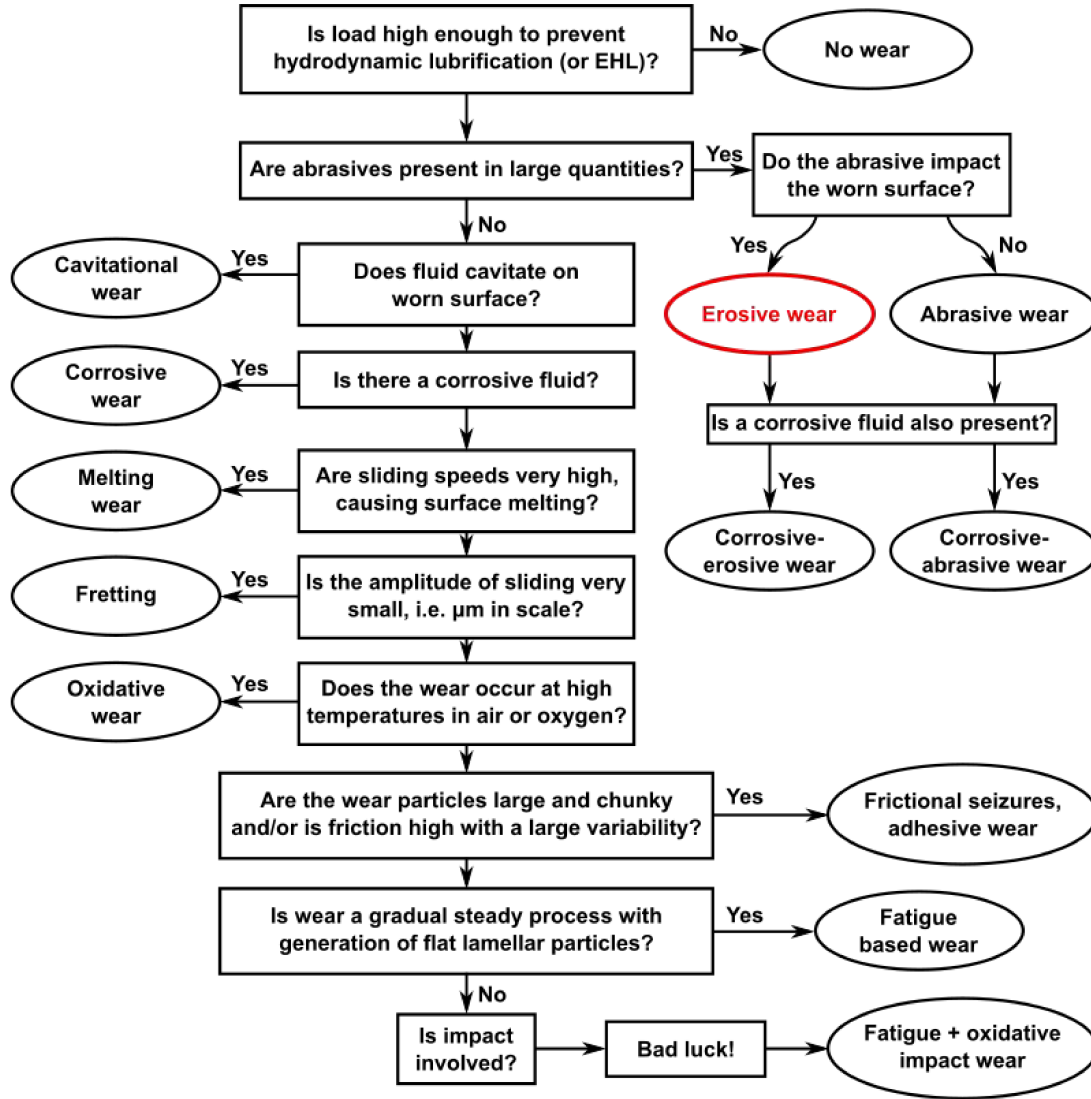 Is load high enough to prevent
hydrodynamic lubrification (or EHL)?
No
No wear
Are abrasives present in large quantities?
Yes
Do the abrasive impact
the worn surface?
No
Yes
No
Cavitational
wear
Yes
Does fluid cavitate on
worn surface?
Erosive wear
Abrasive wear
Corrosive
wear
Yes
Is there a corrosive fluid?
Is a corrosive fluid also present?
Yes
Yes
Melting
wear
Yes
Are sliding speeds very high,
causing surface melting?
Corrosive-
erosive wear
Corrosive-
abrasive wear
Fretting
Yes
Is the amplitude of sliding very
small, i.e. μm in scale?
Oxidative
wear
Yes
Does the wear occur at high
temperatures in air or oxygen?
Are the wear particles large and chunky
and/or is friction high with a large variability?
Yes
Frictional seizures,
adhesive wear
Is wear a gradual steady process with
generation of flat lamellar particles?
Yes
Fatigue
based wear
No
Is impact
involved?
Bad luck!
Fatigue + oxidative
impact wear